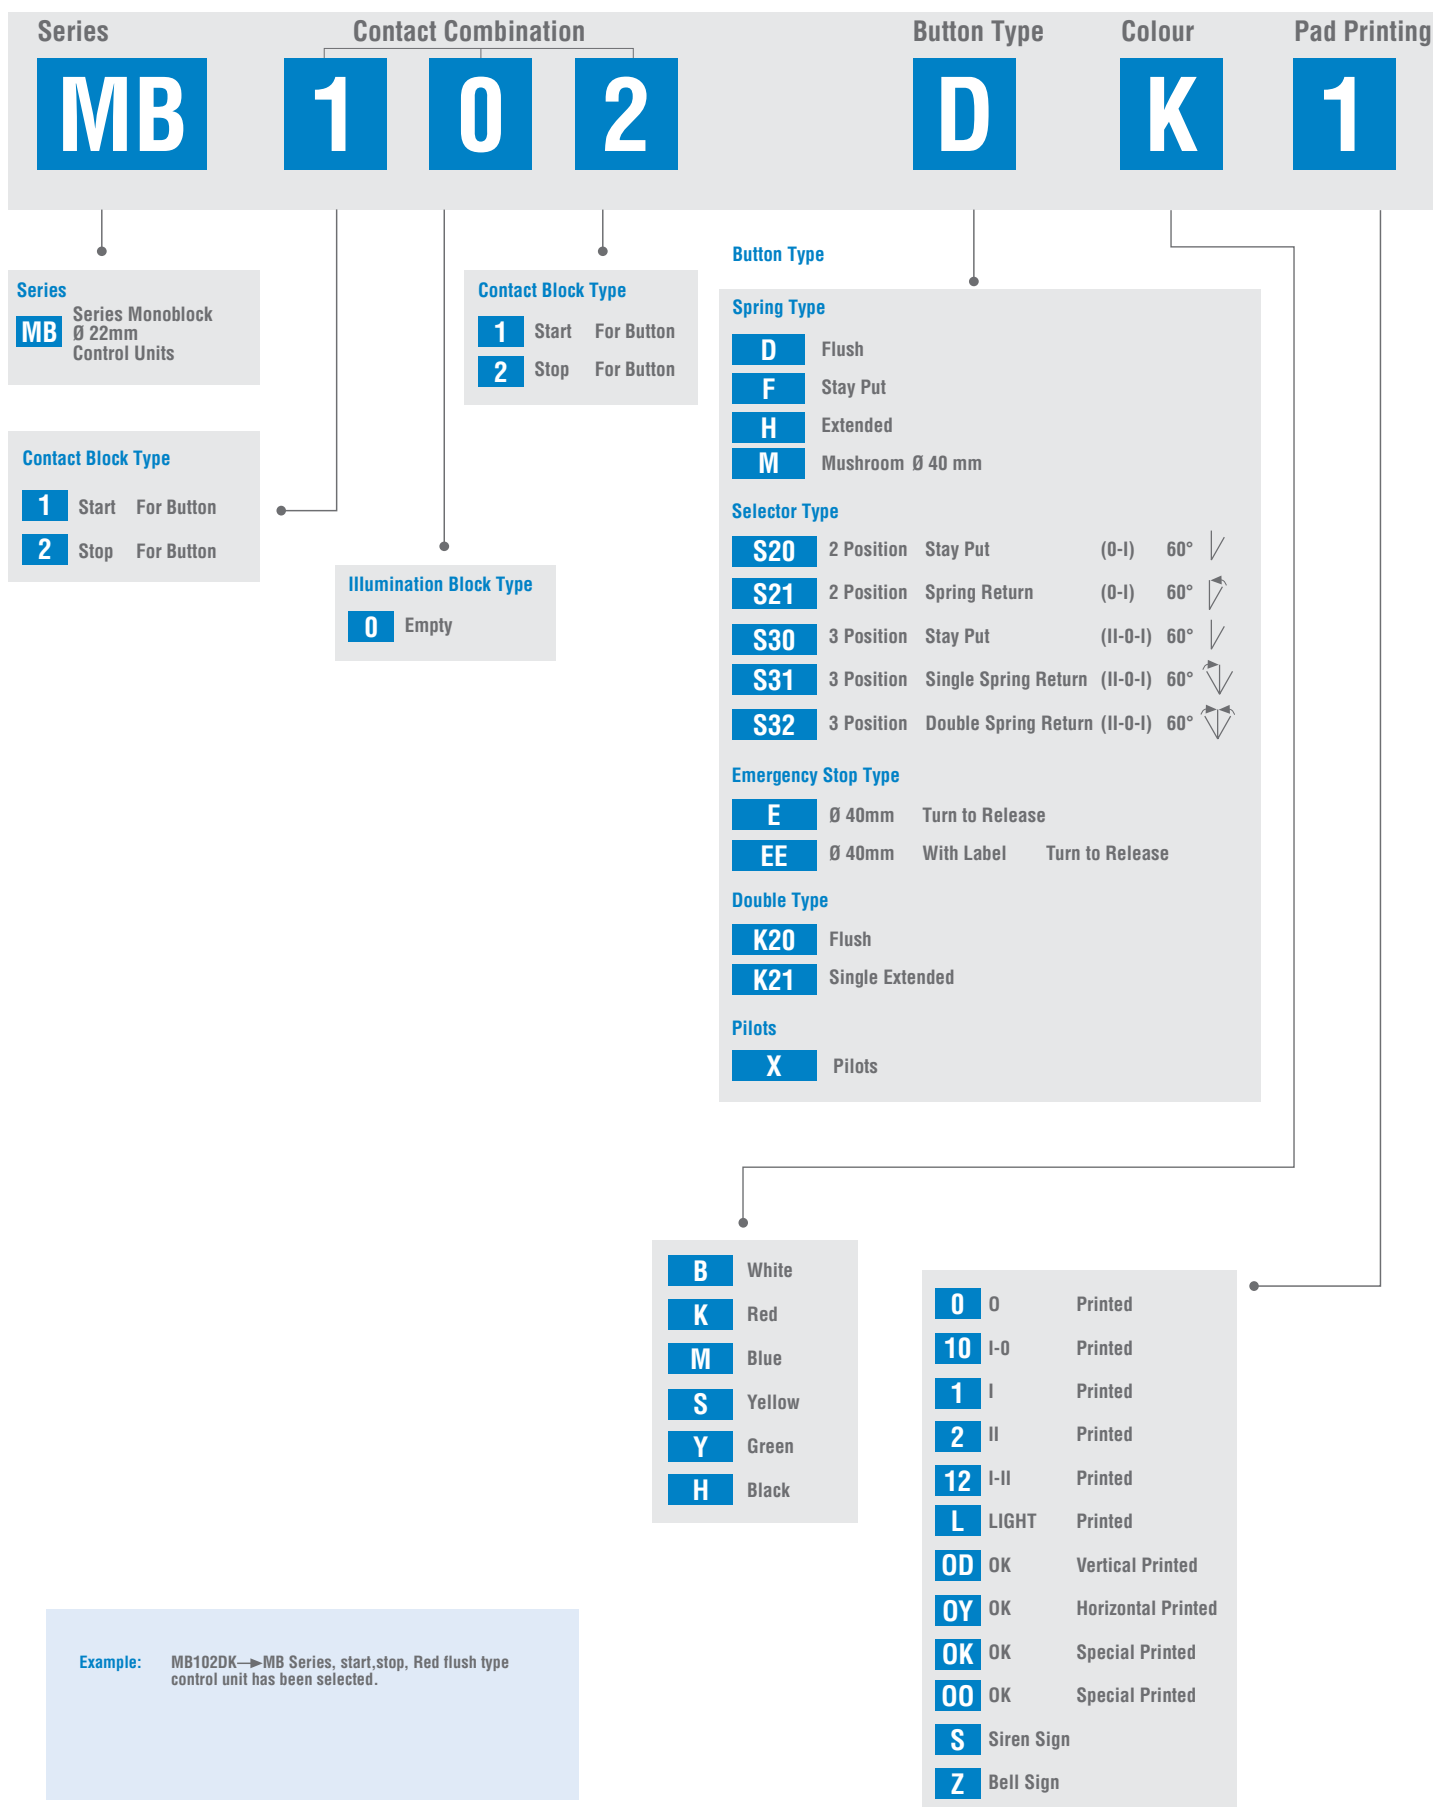 Series Contact Combination Button Type Colour Pad Printing
MB 1 0 2 D K 1
Series
MB Series Monoblock
Ø 22mm
Control Units
Contact Block Type
1 Start For Button
2 Stop For Button
Contact Block Type
1 Start For Button
2 Stop For Button
Illumination Block Type
0 Empty
Button Type
Spring Type
D Flush
F Stay Put
H Extended
M Mushroom Ø 40 mm
Selector Type
S20 2 Position Stay Put (0-I) 60°
S21 2 Position Spring Return (0-I) 60°
S30 3 Position Stay Put (II-0-I) 60°
S31 3 Position Single Spring Return (II-0-I) 60°
S32 3 Position Double Spring Return (II-0-I) 60°
Emergency Stop Type
E Ø 40mm Turn to Release
EE Ø 40mm With Label Turn to Release
Double Type
K20 Flush
K21 Single Extended
Pilots
X Pilots
B White
K Red
M Blue
S Yellow
Y Green
H Black
0 O Printed
10 I-0 Printed
1 I Printed
2 II Printed
12 I-II Printed
L LIGHT Printed
OD OK Vertical Printed
OY OK Horizontal Printed
OK OK Special Printed
OO OK Special Printed
S Siren Sign
Z Bell Sign
Example: MB102DK→MB Series, start,stop, Red flush type
control unit has been selected.